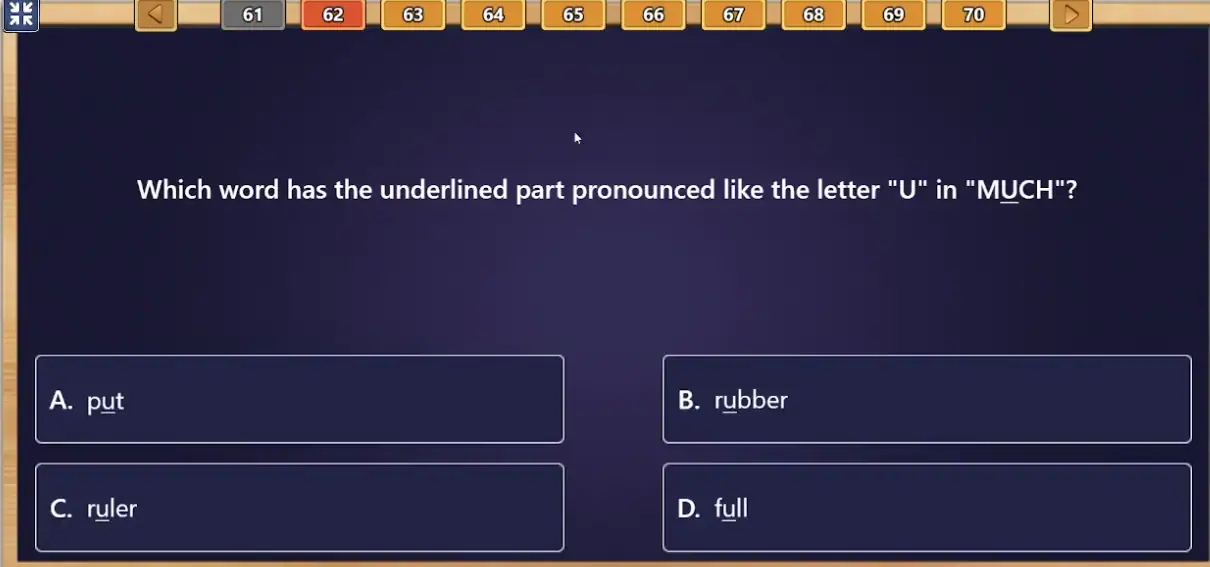 61 62 63 64 65 66 67 68 69 70
Which word has the underlined part pronounced like the letter "U" in "MUCH"?
A. put
B. rubber
C. ruler
D. full